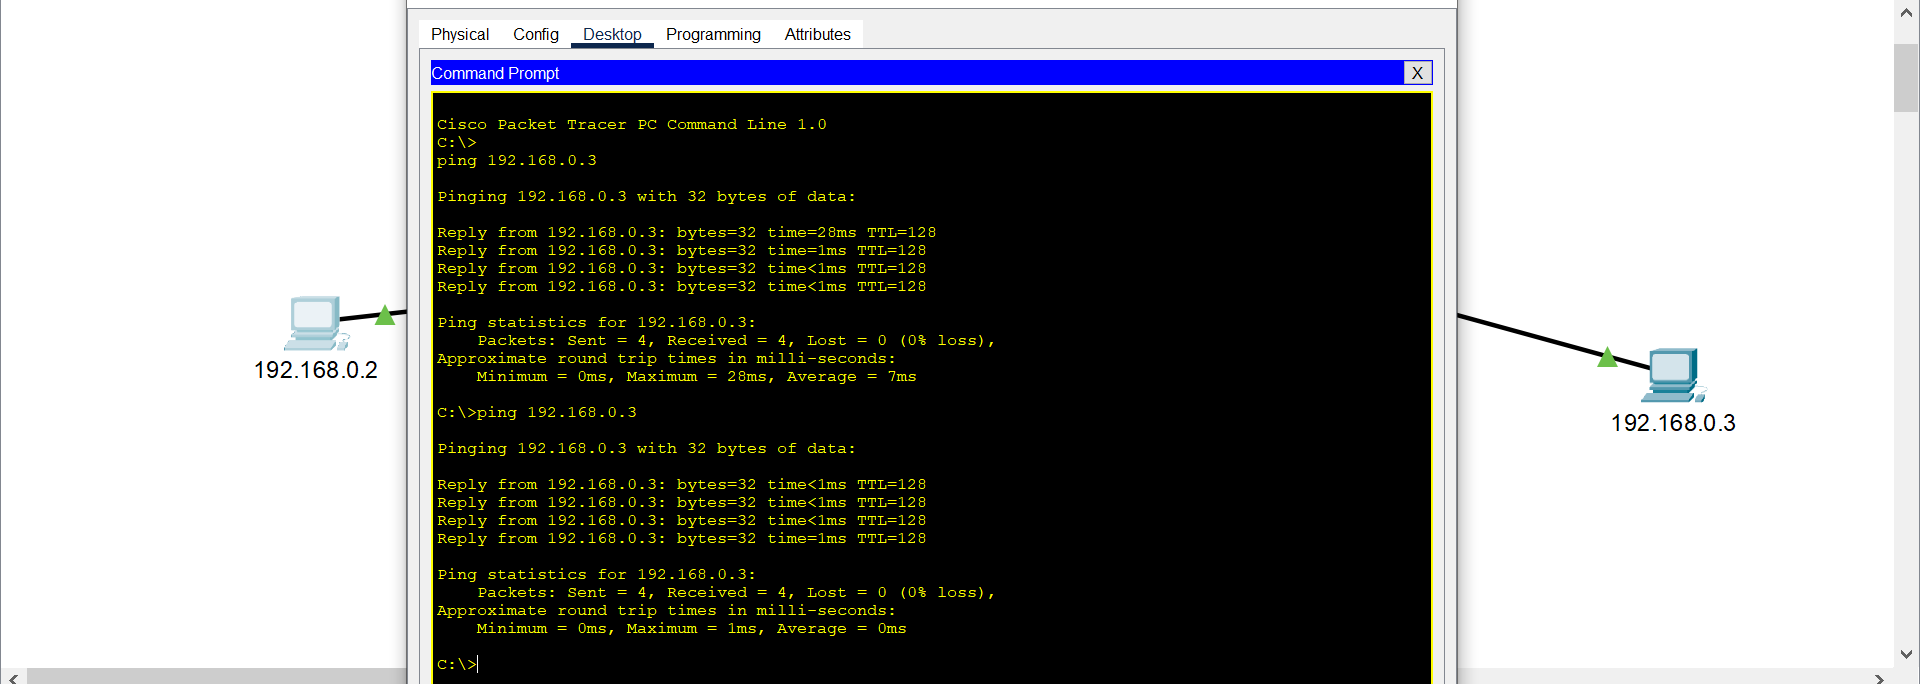 Physical Config Desktop Programming Attributes
Command Prompt X
Cisco Packet Tracer PC Command Line 1.0
C:\>
ping 192.168.0.3
Pinging 192.168.0.3 with 32 bytes of data:
Reply from 192.168.0.3: bytes=32 time=28ms TTL=128
Reply from 192.168.0.3: bytes=32 time=1ms TTL=128
Reply from 192.168.0.3: bytes=32 time<1ms TTL=128
Reply from 192.168.0.3: bytes=32 time<1ms TTL=128
Ping statistics for 192.168.0.3:
Packets: Sent = 4, Received = 4, Lost = 0 (0% loss),
Approximate round trip times in milli-seconds:
Minimum = 0ms, Maximum = 28ms, Average = 7ms
C:\>ping 192.168.0.3
Pinging 192.168.0.3 with 32 bytes of data:
Reply from 192.168.0.3: bytes=32 time<1ms TTL=128
Reply from 192.168.0.3: bytes=32 time<1ms TTL=128
Reply from 192.168.0.3: bytes=32 time<1ms TTL=128
Reply from 192.168.0.3: bytes=32 time=1ms TTL=128
Ping statistics for 192.168.0.3:
Packets: Sent = 4, Received = 4, Lost = 0 (0% loss),
Approximate round trip times in milli-seconds:
Minimum = 0ms, Maximum = 1ms, Average = 0ms
C:\>
192.168.0.2
192.168.0.3